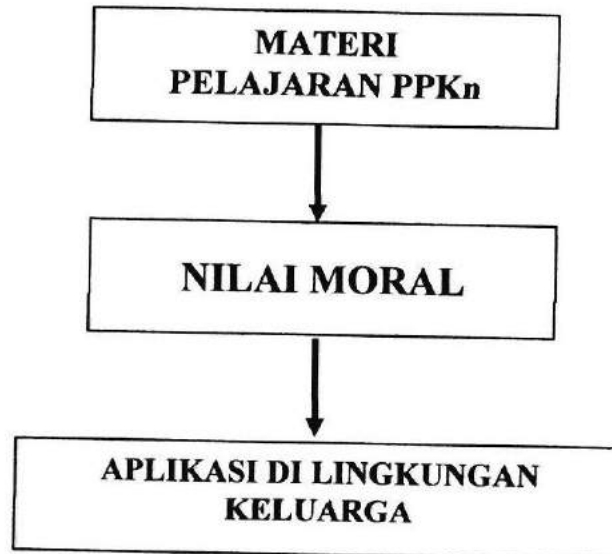 MATERI
PELAJARAN PPKn
NILAI MORAL
APLIKASI DI LINGKUNGAN
KELUARGA